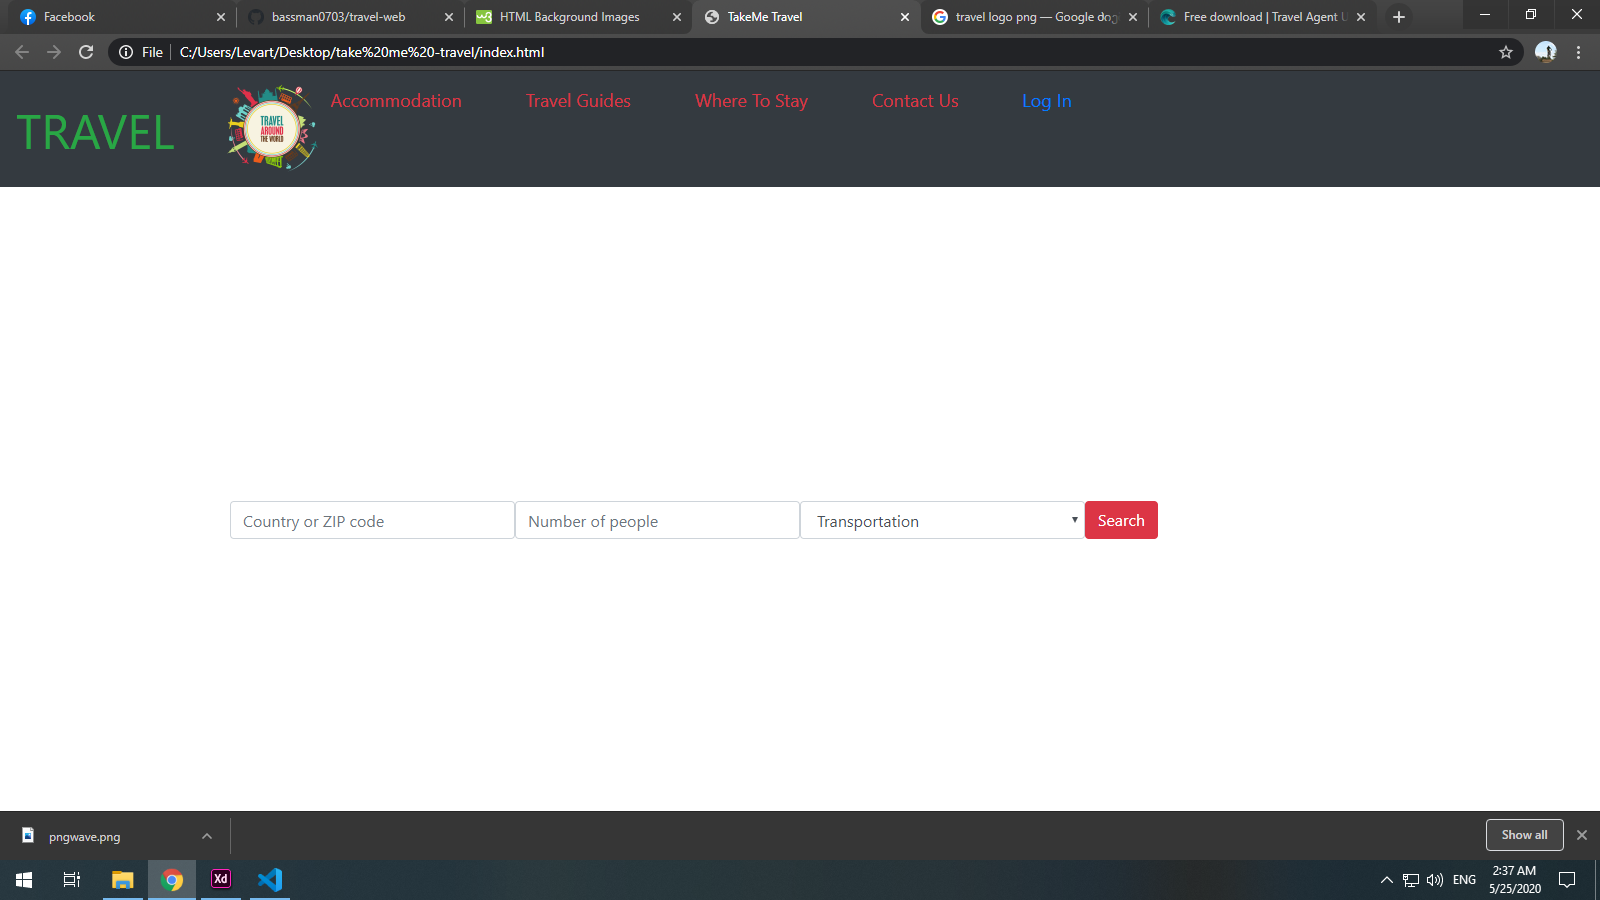 Facebook
bassman0703/travel-web
HTML Background Images
TakeMe Travel
travel logo png — Google
Free download | Travel Agent U
File
C:/Users/Levart/Desktop/take%20me%20-travel/index.html
TRAVEL
TRAVEL
AROUND
THE WORLD
Accommodation
Travel Guides
Where To Stay
Contact Us
Log In
Country or ZIP code
Number of people
Transportation
Search
pngwave.png
Show all
Xd
ENG
2:37 AM
5/25/2020